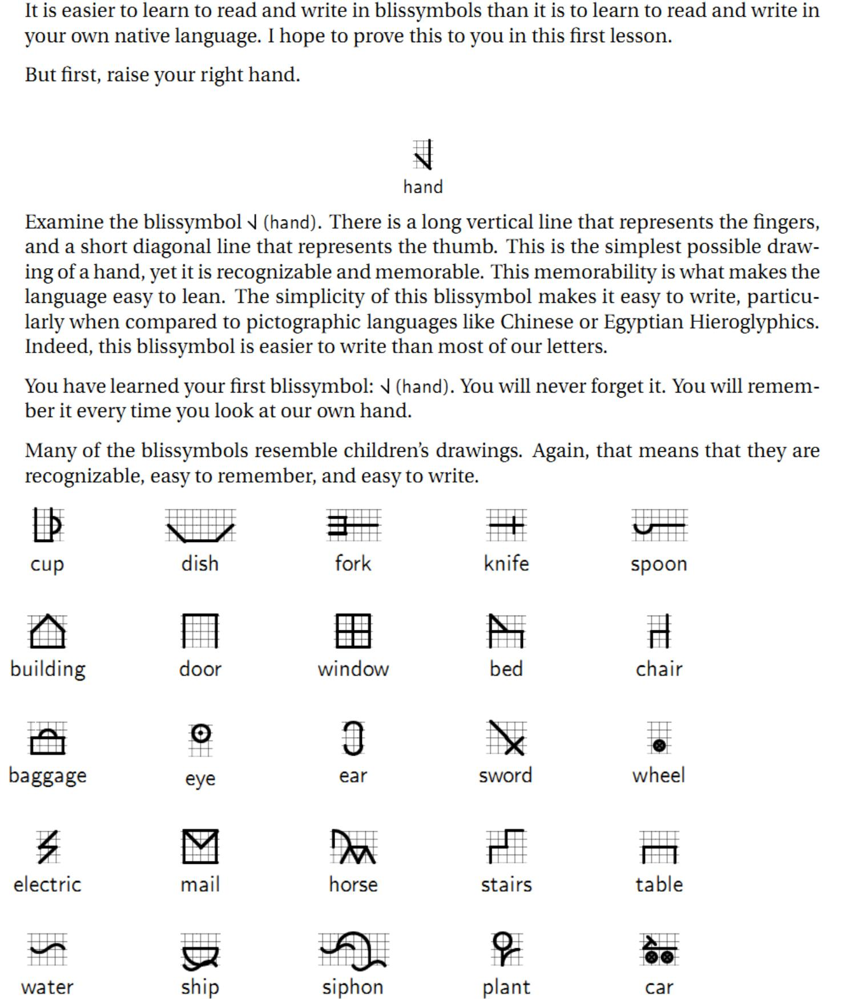 It is easier to learn to read and write in blissymbols than it is to learn to read and write in
your own native language. I hope to prove this to you in this first lesson.
But first, raise your right hand.
hand
Examine the blissymbol (hand). There is a long vertical line that represents the fingers,
and a short diagonal line that represents the thumb. This is the simplest possible draw-
ing of a hand, yet it is recognizable and memorable. This memorability is what makes the
language easy to lean. The simplicity of this blissymbol makes it easy to write, particu-
larly when compared to pictographic languages like Chinese or Egyptian Hieroglyphics.
Indeed, this blissymbol is easier to write than most of our letters.
You have learned your first blissymbol: (hand). You will never forget it. You will remem-
ber it every time you look at our own hand.
Many of the blissymbols resemble children's drawings. Again, that means that they are
recognizable, easy to remember, and easy to write.
cup dish fork knife spoon
building door window bed chair
baggage eye ear sword wheel
electric mail horse stairs table
water ship siphon plant car